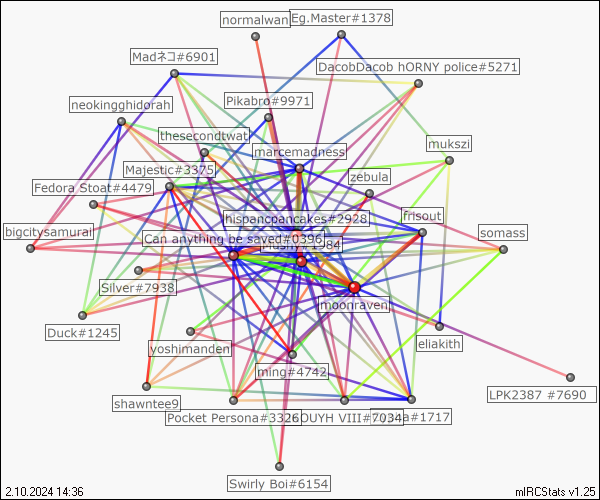 normalwan
Eg.Master#1378
Madネコ#6901
DacobDacob hORNY police#5271
neokingghidorah
Pikabro#9971
thesecondtwat
marcemadness
mukszi
Majestic#3375
zebula
Fedora Stoat#4479
hispancpancakes#2928
frisout
bigcitysamurai
Can anything be saved#0396
somass
Silver#7938
moonraven
Duck#1245
yoshimanden
eliakith
ming#4742
LPK2387 #7690
shawntee9
Pocket Persona#3326
OUYH VIII#7034
#1717
Swirly Boi#6154
2.10.2024 14:36
mIRCStats v1.25